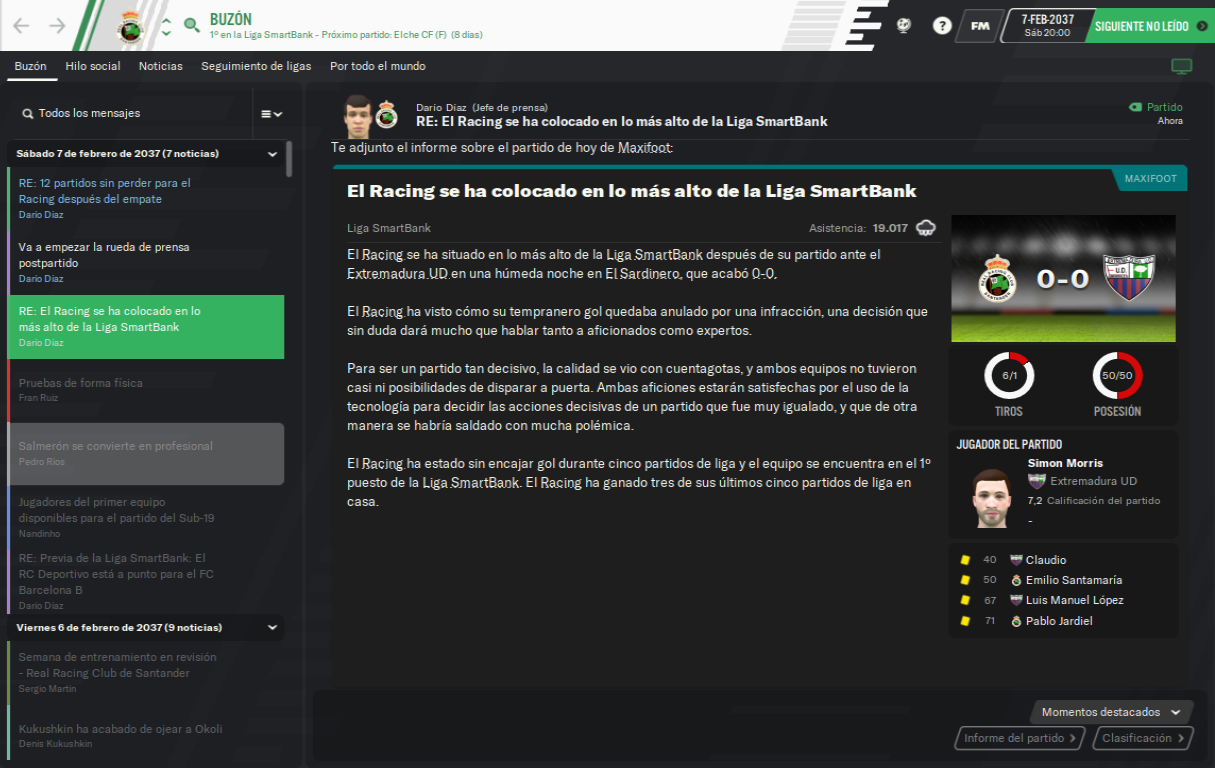 BUZÓN
1º en la Liga SmartBank - Próximo partido: Elche CF (F) (8 días)
?
FM
7-FEB-2037
Sáb 20:00
SIGUIENTE NO LEÍDO
Buzón
Hilo social
Noticias
Seguimiento de ligas
Por todo el mundo
Todos los mensajes
Sábado 7 de febrero de 2037 (7 noticias)
RE: 12 partidos sin perder para el
Racing después del empate
Darío Díaz
Va a empezar la rueda de prensa
postpartido
Darío Díaz
RE: El Racing se ha colocado en lo
más alto de la Liga SmartBank
Darío Díaz
Pruebas de forma física
Fran Ruiz
Salmerón se convierte en profesional
Pedro Ríos
Jugadores del primer equipo
disponibles para el partido del Sub-19
Nandinho
RE: Previa de la Liga SmartBank: El
RC Deportivo está a punto para el FC
Barcelona B
Darío Díaz
Viernes 6 de febrero de 2037 (9 noticias)
Semana de entrenamiento en revisión
- Real Racing Club de Santander
Sergio Martín
Kukushkin ha acabado de ojear a Okoli
Denis Kukushkin
Darío Díaz (Jefe de prensa)
RE: El Racing se ha colocado en lo más alto de la Liga SmartBank
Partido
Ahora
Te adjunto el informe sobre el partido de hoy de Maxifoot:
El Racing se ha colocado en lo más alto de la Liga SmartBank
MAXIFOOT
Liga SmartBank
Asistencia: 19.017
El Racing se ha situado en lo más alto de la Liga SmartBank después de su partido ante el
Extremadura UD en una húmeda noche en El Sardinero, que acabó 0-0.
El Racing ha visto cómo su tempranero gol quedaba anulado por una infracción, una decisión que
sin duda dará mucho que hablar tanto a aficionados como expertos.
Para ser un partido tan decisivo, la calidad se vio con cuentagotas, y ambos equipos no tuvieron
casi ni posibilidades de disparar a puerta. Ambas aficiones estarán satisfechas por el uso de la
tecnología para decidir las acciones decisivas de un partido que fue muy igualado, y que de otra
manera se habría saldado con mucha polémica.
El Racing ha estado sin encajar gol durante cinco partidos de liga y el equipo se encuentra en el 1º
puesto de la Liga SmartBank. El Racing ha ganado tres de sus últimos cinco partidos de liga en
casa.
0-0
6/1
50/50
TIROS
POSESIÓN
JUGADOR DEL PARTIDO
Simon Morris
Extremadura UD
7,2 Calificación del partido
-
40 Claudio
50 Emilio Santamaría
67 Luis Manuel López
71 Pablo Jardiel
Momentos destacados
Informe del partido
Clasificación